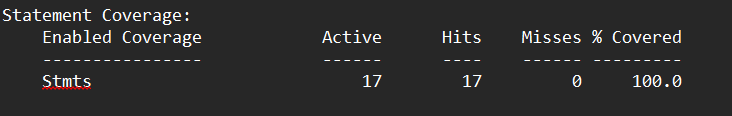 Statement Coverage:
    Enabled Coverage            Active      Hits    Misses % Covered
    ----------------            ------      ----    ------ ---------
    Stmts                           17        17         0     100.0